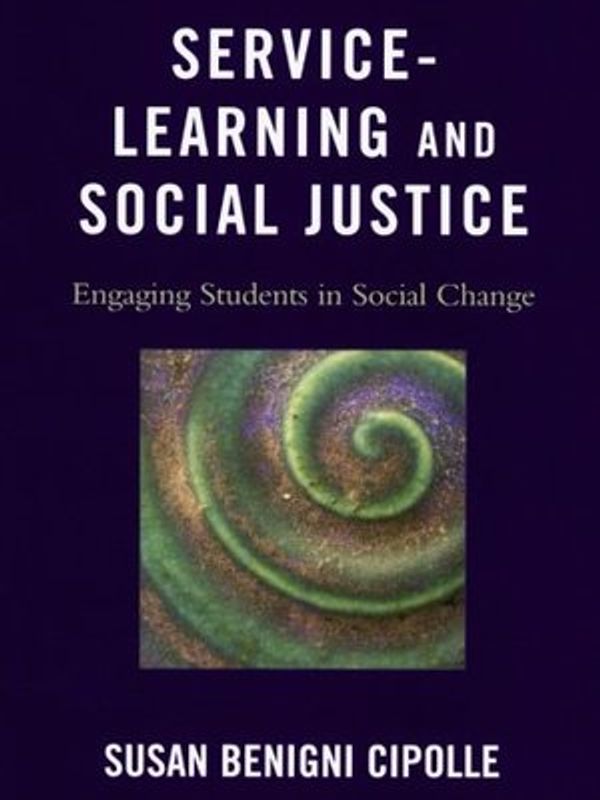 SERVICE-
LEARNING AND
SOCIAL JUSTICE
Engaging Students in Social Change
SUSAN BENIGNI CIPOLLE